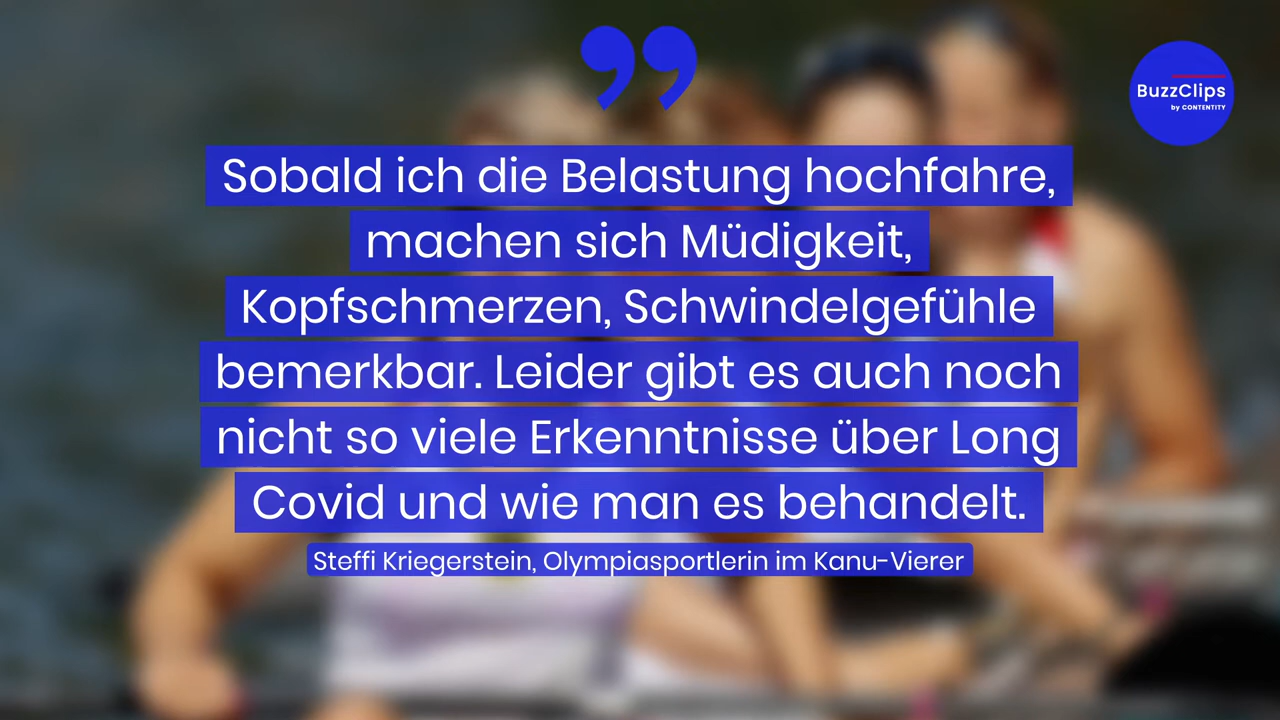 ”
BuzzClips
by CONTENTITY
Sobald ich die Belastung hochfahre,
machen sich Müdigkeit,
Kopfschmerzen, Schwindelgefühle
bemerkbar. Leider gibt es auch noch
nicht so viele Erkenntnisse über Long
Covid und wie man es behandelt.
Steffi Kriegerstein, Olympiasportlerin im Kanu-Vierer